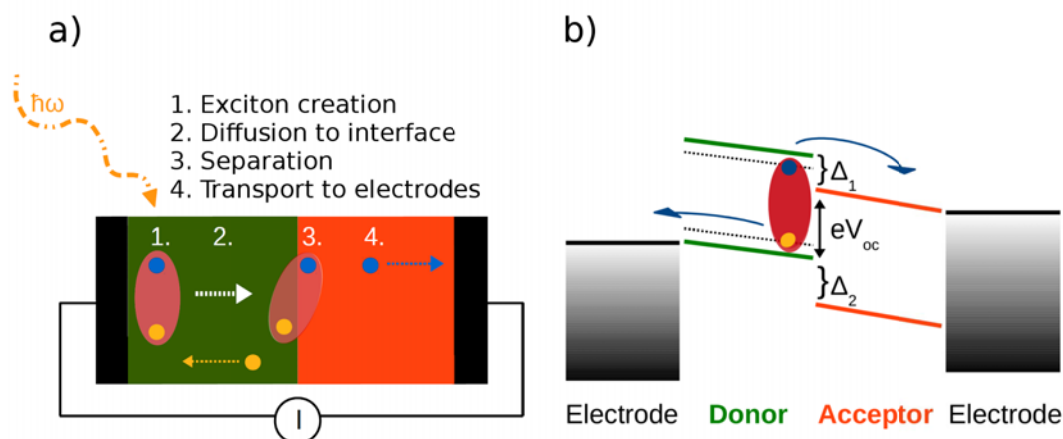 a)
ħω
1. Exciton creation
2. Diffusion to interface
3. Separation
4. Transport to electrodes
1. 2. 3. 4.
I
b)
Δ1
eVoc
Δ2
Electrode Donor Acceptor Electrode